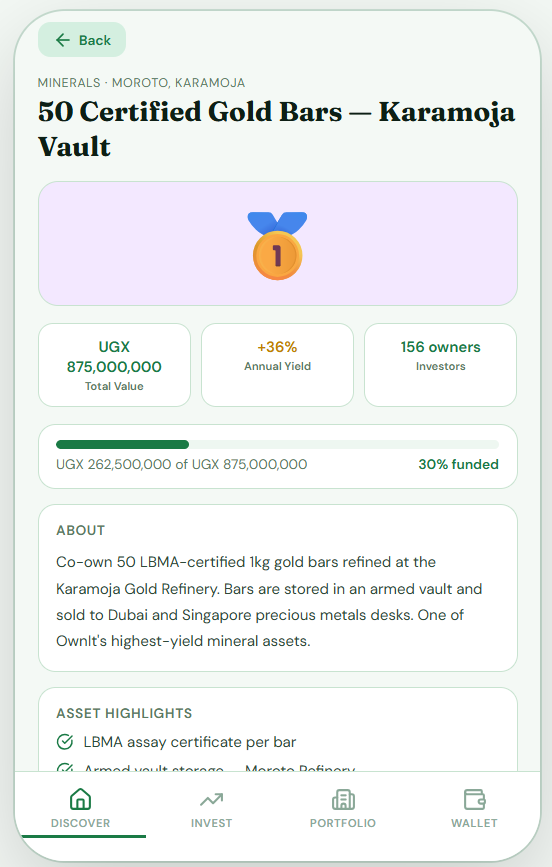 Back
MINERALS · MOROTO, KARAMOJA
50 Certified Gold Bars — Karamoja
Vault
1
UGX
875,000,000
Total Value
+36%
Annual Yield
156 owners
Investors
UGX 262,500,000 of UGX 875,000,000
30% funded
ABOUT
Co-own 50 LBMA-certified 1kg gold bars refined at the
Karamoja Gold Refinery. Bars are stored in an armed vault and
sold to Dubai and Singapore precious metals desks. One of
OwnIt's highest-yield mineral assets.
ASSET HIGHLIGHTS
LBMA assay certificate per bar
Armed vault storage — Moroto Refinery
DISCOVER
INVEST
PORTFOLIO
WALLET